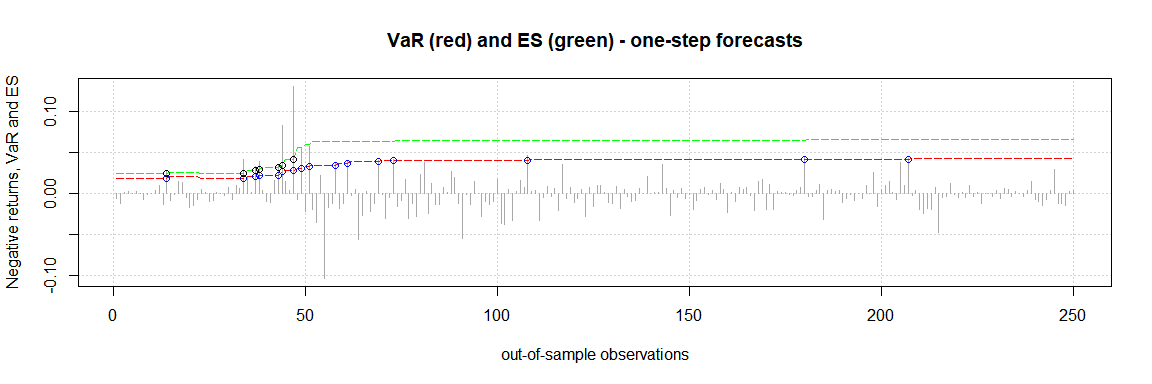 VaR (red) and ES (green) - one-step forecasts
Negative returns, VaR and ES
0.10
0.00
-0.10
0 50 100 150 200 250
out-of-sample observations